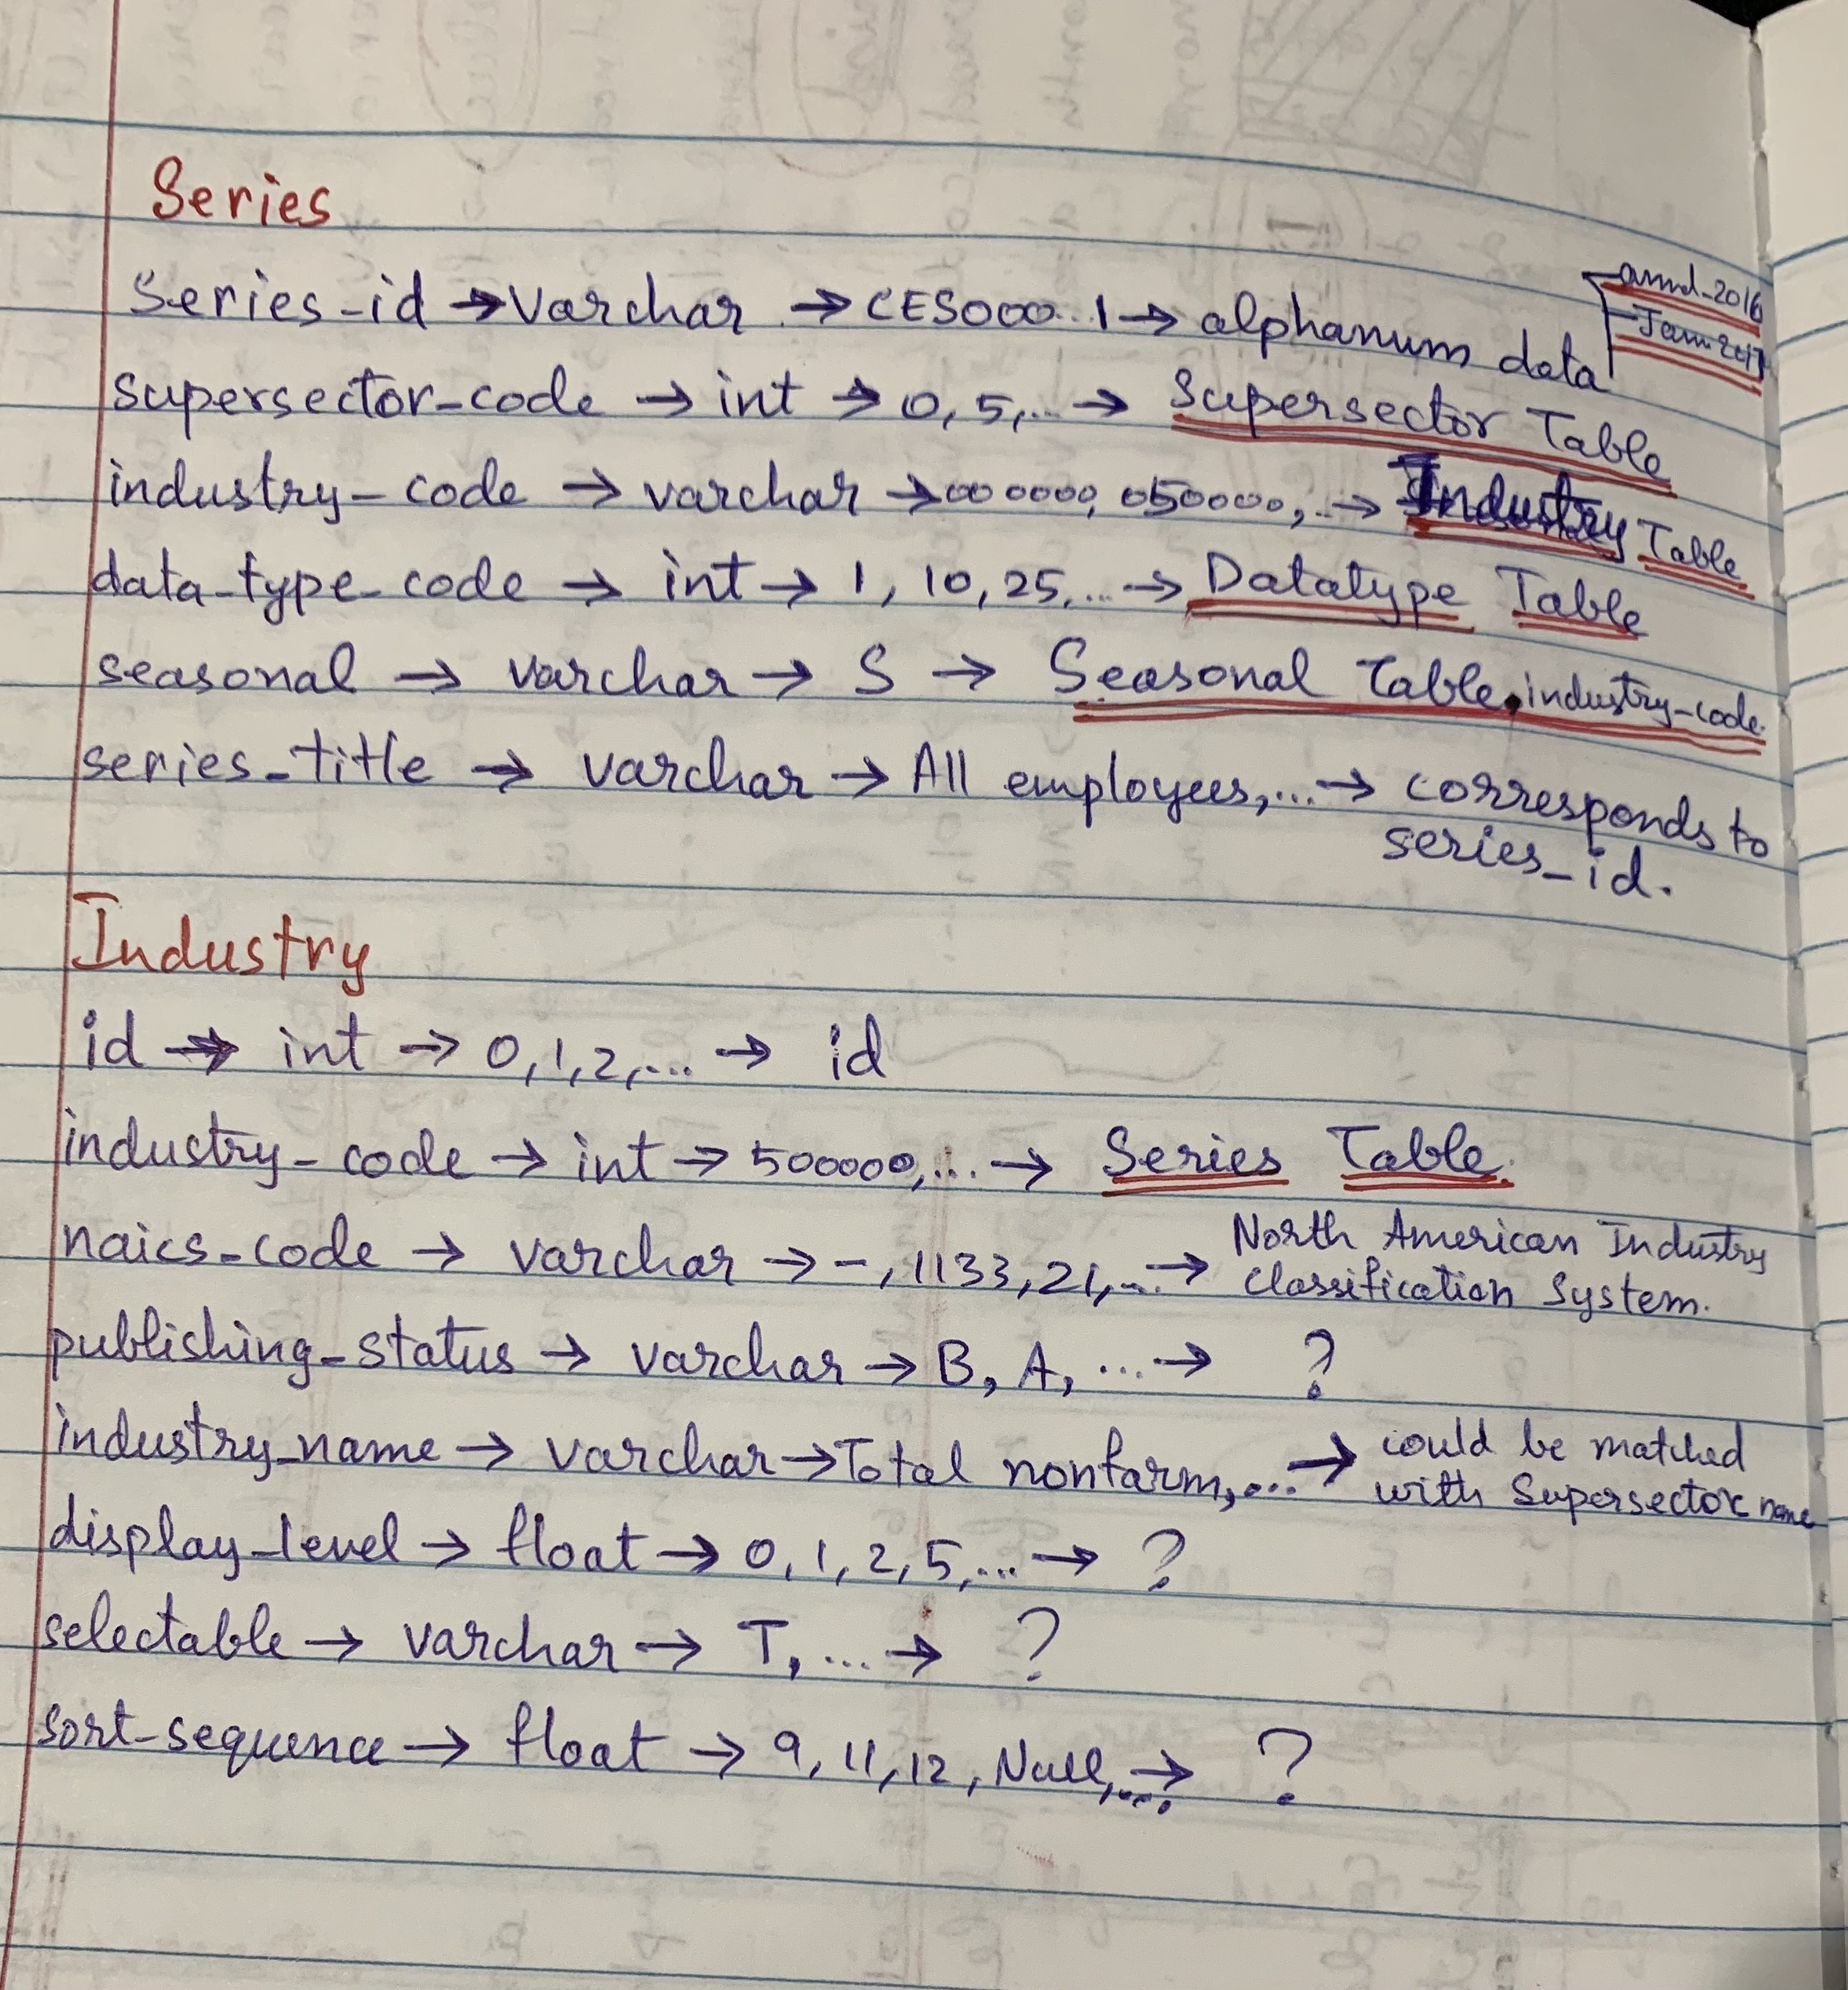 Series
annd-2016
Jan-2017
Series-id → Varchar → CES000..1 → alphanum data
supersector-code → int → 0, 5,... → Supersector Table
industry-code → varchar → 000000, 050000,... → Industry Table
data-type-code → int → 1, 10, 25,... → Datatype Table
seasonal → varchar → S → Seasonal Table.industry-code.
series-title → varchar → All employees,... → corresponds to
series-id.
Industry
id → int → 0,1,2,... → id
industry-code → int → 500000,... → Series Table.
naics-code → varchar → -, 1133, 21,... → North American Industry
Classification System.
publishing-status → varchar → B, A, ... → ?
industry_name → varchar → Total nonfarm,... → could be matched
with Supersector name
display-level → float → 0, 1, 2, 5,... → ?
selectable → varchar → T, ... → ?
sort-sequence → float → 9, 11, 12, Null,... → ?